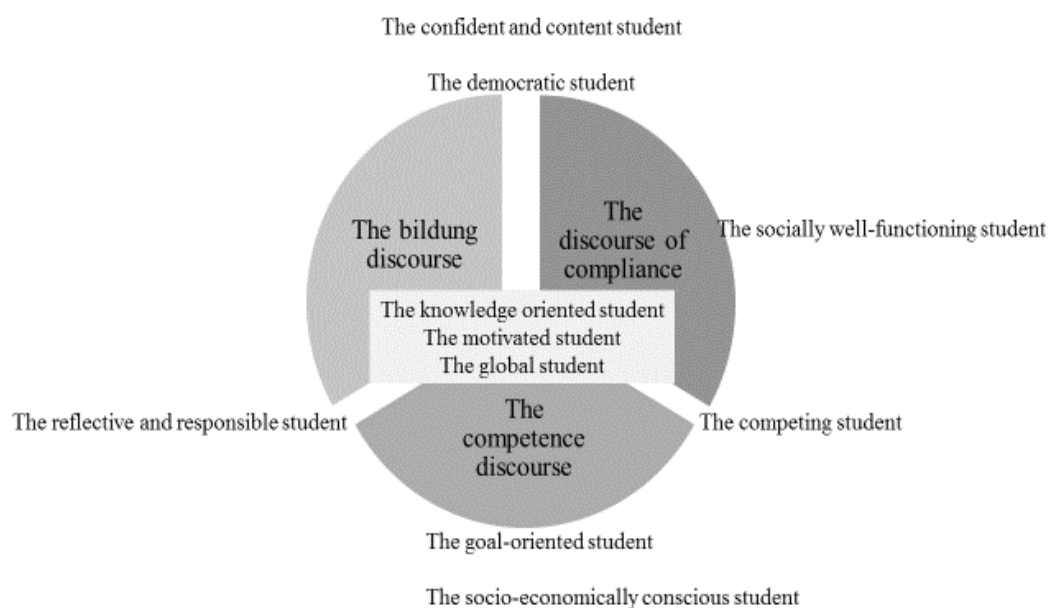 The confident and content student
The democratic student
The bildung
discourse
The
discourse of
compliance
The socially well-functioning student
The knowledge oriented student
The motivated student
The global student
The reflective and responsible student
The
competence
discourse
The competing student
The goal-oriented student
The socio-economically conscious student